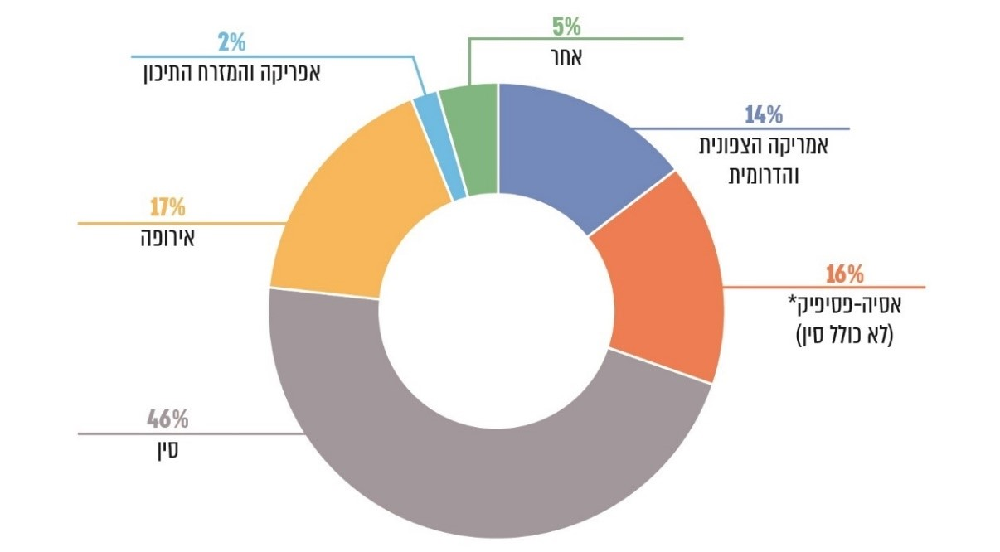 5%
אחר
2%
אפריקה והמזרח התיכון
14%
אמריקה הצפונית
והדרומית
17%
אירופה
16%
אסיה-פסיפיק*
(לא כולל סין)
46%
סין